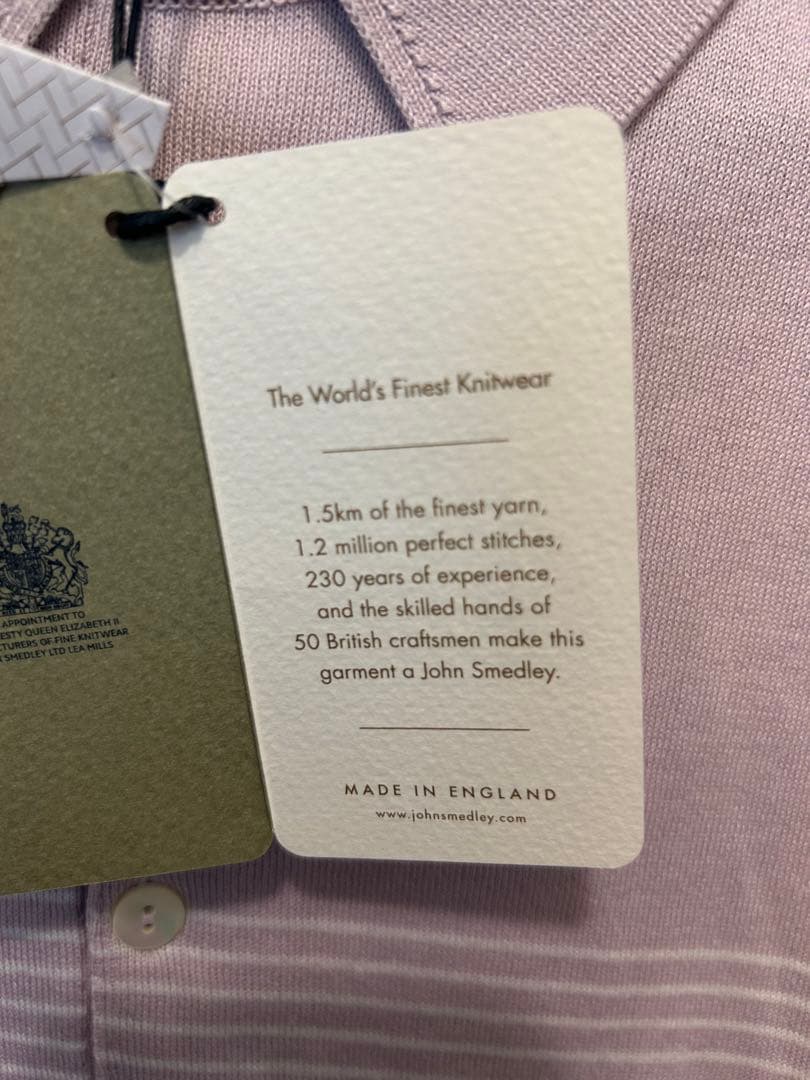 The World's Finest Knitwear
1.5km of the finest yarn,
1.2 million perfect stitches,
230 years of experience,
and the skilled hands of
50 British craftsmen make this
garment a John Smedley.
MADE IN ENGLAND
www.johnsmedley.com
APPOINTMENT TO
ESTY QUEEN ELIZABETH II
TURERS OF FINE KNITWEAR
SMEDLEY LTD LEA MILLS